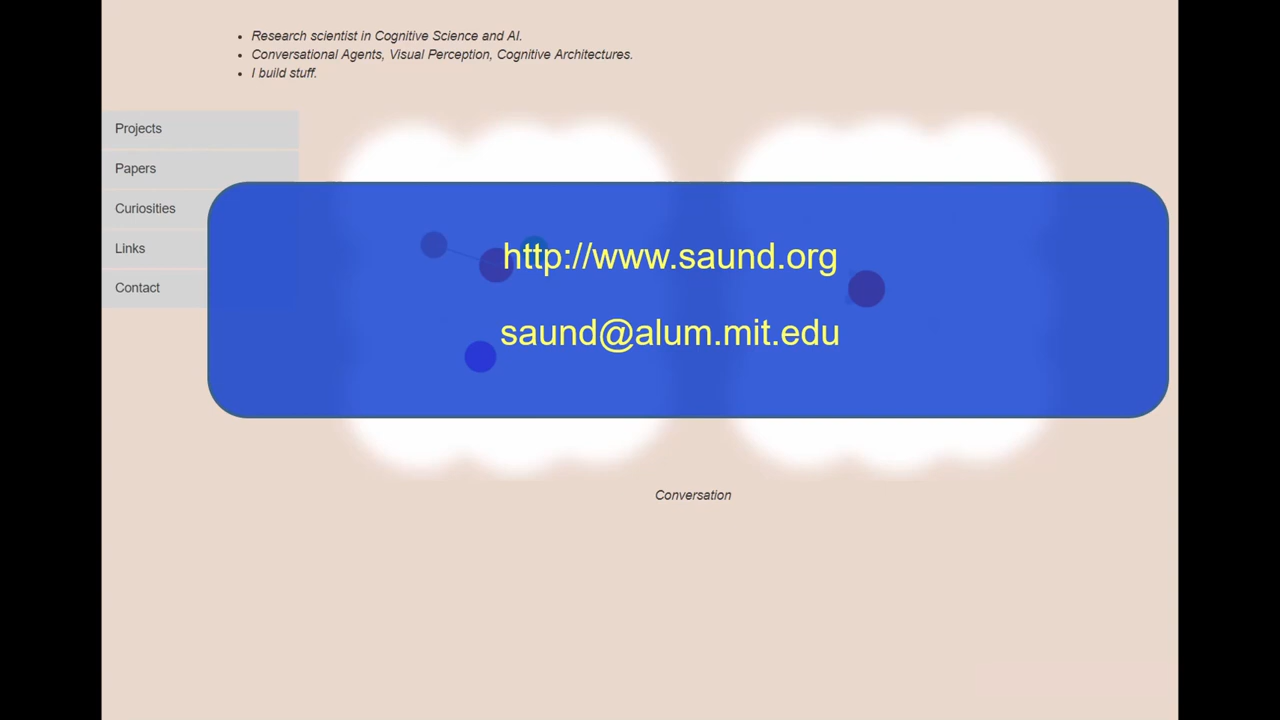 Research scientist in Cognitive Science and AI.
Conversational Agents, Visual Perception, Cognitive Architectures.
I build stuff.
Projects
Papers
Curiosities
Links
Contact
http://www.saund.org
saund@alum.mit.edu
Conversation